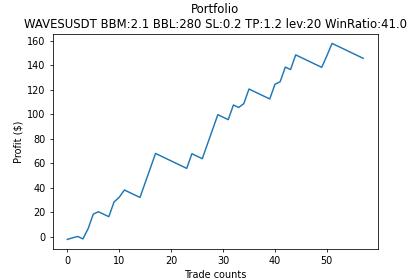 Portfolio
WAVESUSDT BBM:2.1 BBL:280 SL:0.2 TP:1.2 lev:20 WinRatio:41.0
160
140
120
100
80
60
40
20
0
Profit ($)
0 10 20 30 40 50
Trade counts